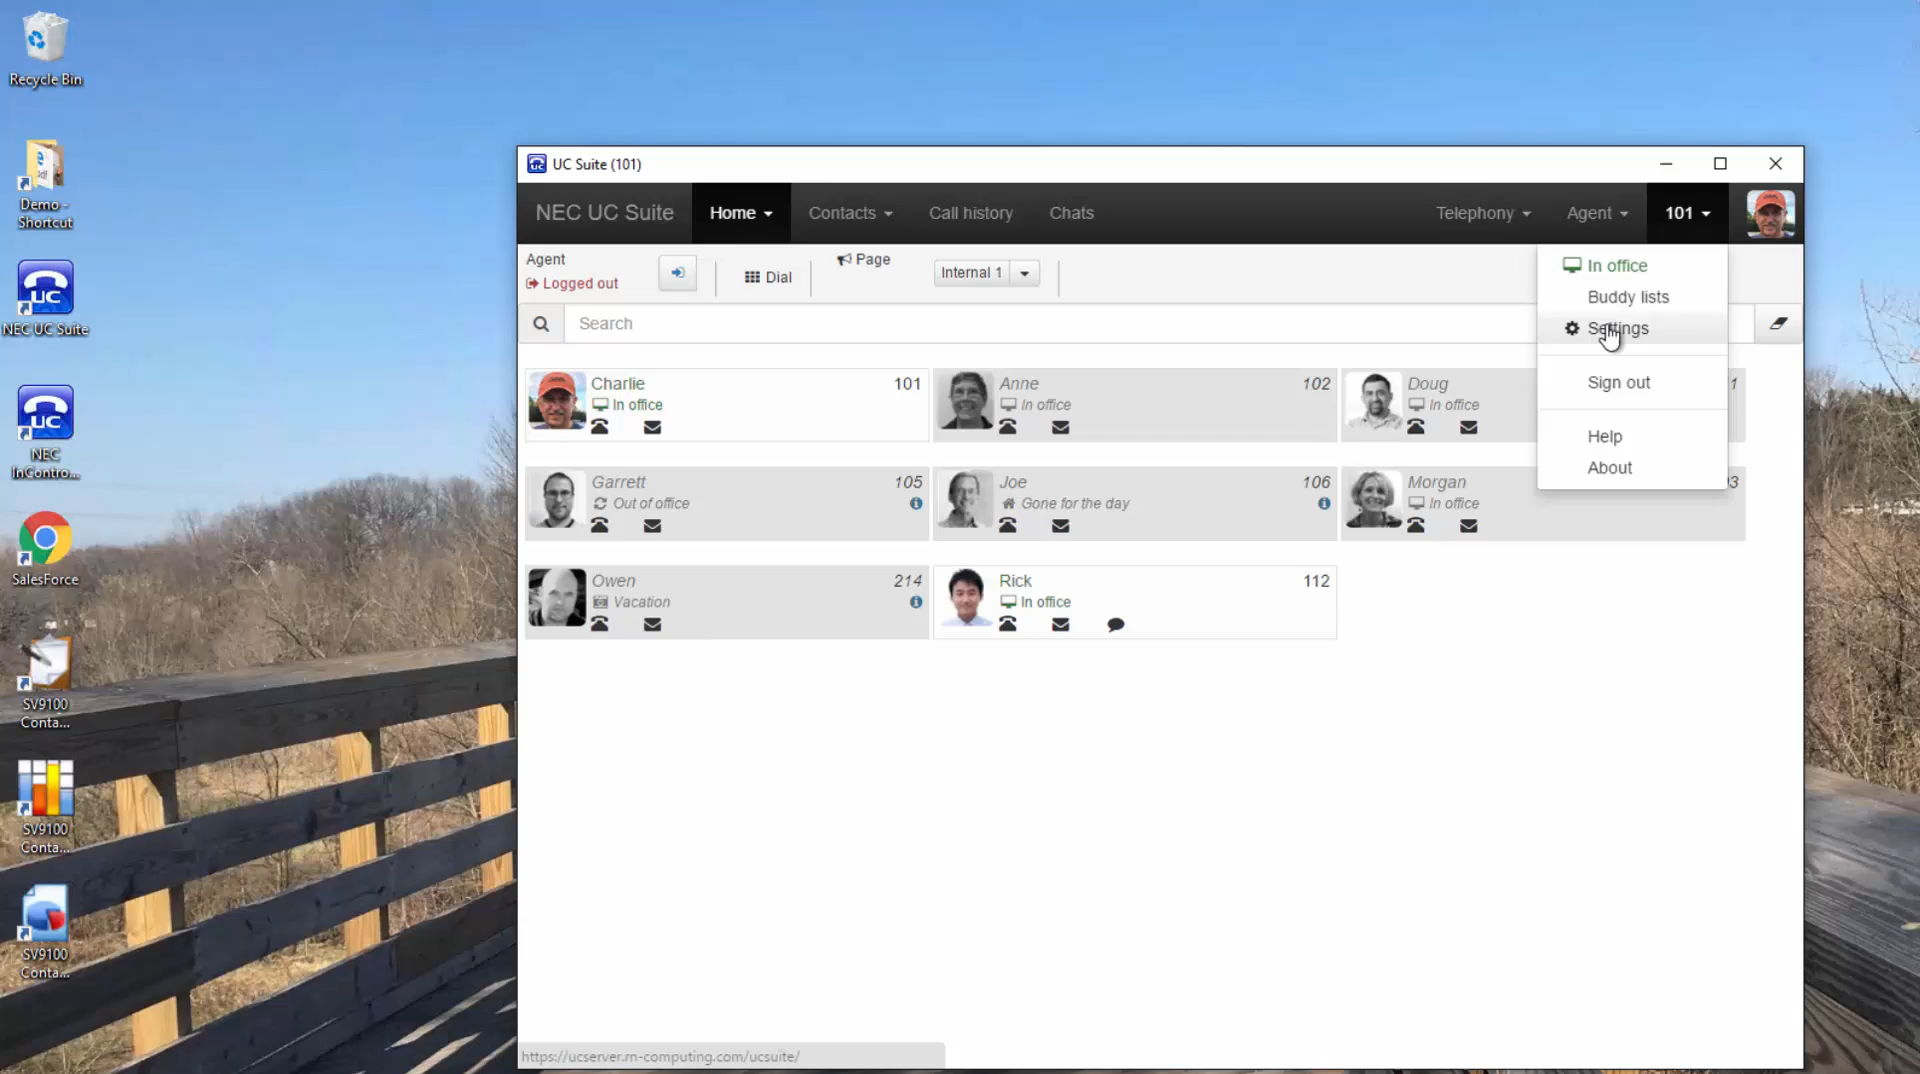 Recycle Bin
Demo -
Shortcut
NEC UC Suite
NEC
InContro...
SalesForce
SV9100
Conta...
SV9100
Conta...
SV9100
Conta...
UC Suite (101)
NEC UC Suite Home Contacts Call history Chats Telephony Agent 101
Agent
Logged out
Dial
Page
Internal 1
Search
In office
Buddy lists
Settings
Sign out
Help
About
Charlie 101
In office
Anne 102
In office
Doug 1
In office
Garrett 105
Out of office
Joe 106
Gone for the day
Morgan 3
In office
Owen 214
Vacation
Rick 112
In office
https://ucserver.rn-computing.com/ucsuite/